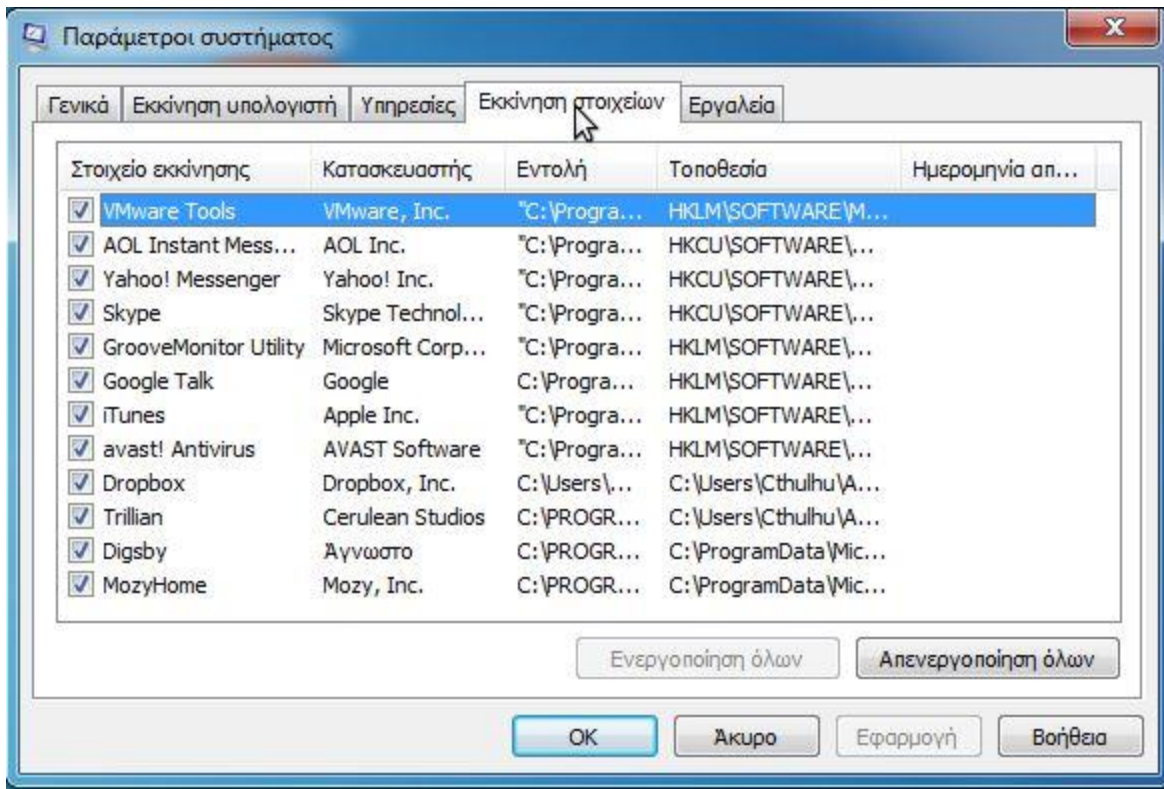 Παράμετροι συστήματος
Γενικά Εκκίνηση υπολογιστή Υπηρεσίες Εκκίνηση στοιχείων Εργαλεία
Στοιχείο εκκίνησης Κατασκευαστής Εντολή Τοποθεσία Ημερομηνία απ...
VMware Tools VMware, Inc. "C:\Progra... HKLM\SOFTWARE\M...
AOL Instant Mess... AOL Inc. "C:\Progra... HKCU\SOFTWARE\...
Yahoo! Messenger Yahoo! Inc. "C:\Progra... HKCU\SOFTWARE\...
Skype Skype Technol... "C:\Progra... HKCU\SOFTWARE\...
GrooveMonitor Utility Microsoft Corp... "C:\Progra... HKLM\SOFTWARE\...
Google Talk Google C:\Progra... HKLM\SOFTWARE\...
iTunes Apple Inc. "C:\Progra... HKLM\SOFTWARE\...
avast! Antivirus AVAST Software "C:\Progra... HKLM\SOFTWARE\...
Dropbox Dropbox, Inc. C:\Users\... C:\Users\Cthulhu\A...
Trillian Cerulean Studios C:\PROGR... C:\Users\Cthulhu\A...
Digsby Άγνωστο C:\PROGR... C:\ProgramData\Mic...
MozyHome Mozy, Inc. C:\PROGR... C:\ProgramData\Mic...
Ενεργοποίηση όλων Απενεργοποίηση όλων
OK Άκυρο Εφαρμογή Βοήθεια